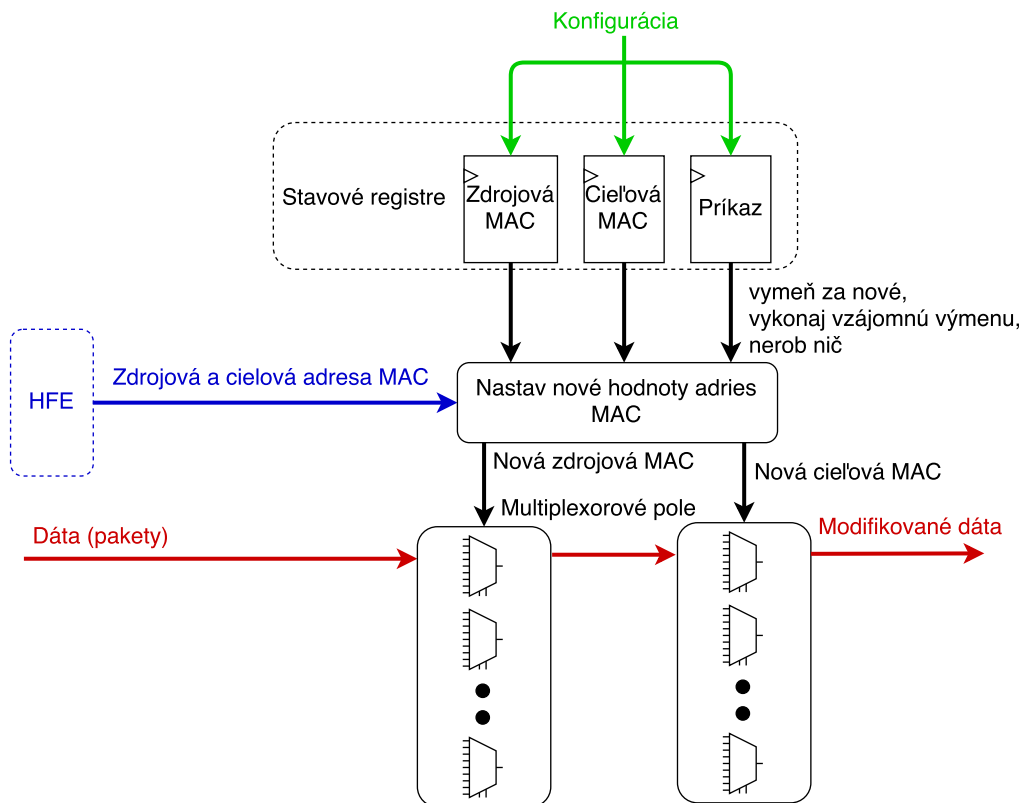 Konfigurácia
Stavové registre
Zdrojová
MAC
Cieľová
MAC
Príkaz
vymeň za nové,
vykonaj vzájomnú výmenu,
nerob nič
HFE
Zdrojová a cielová adresa MAC
Nastav nové hodnoty adries
MAC
Nová zdrojová MAC
Nová cieľová MAC
Multiplexorové pole
Dáta (pakety)
Modifikované dáta